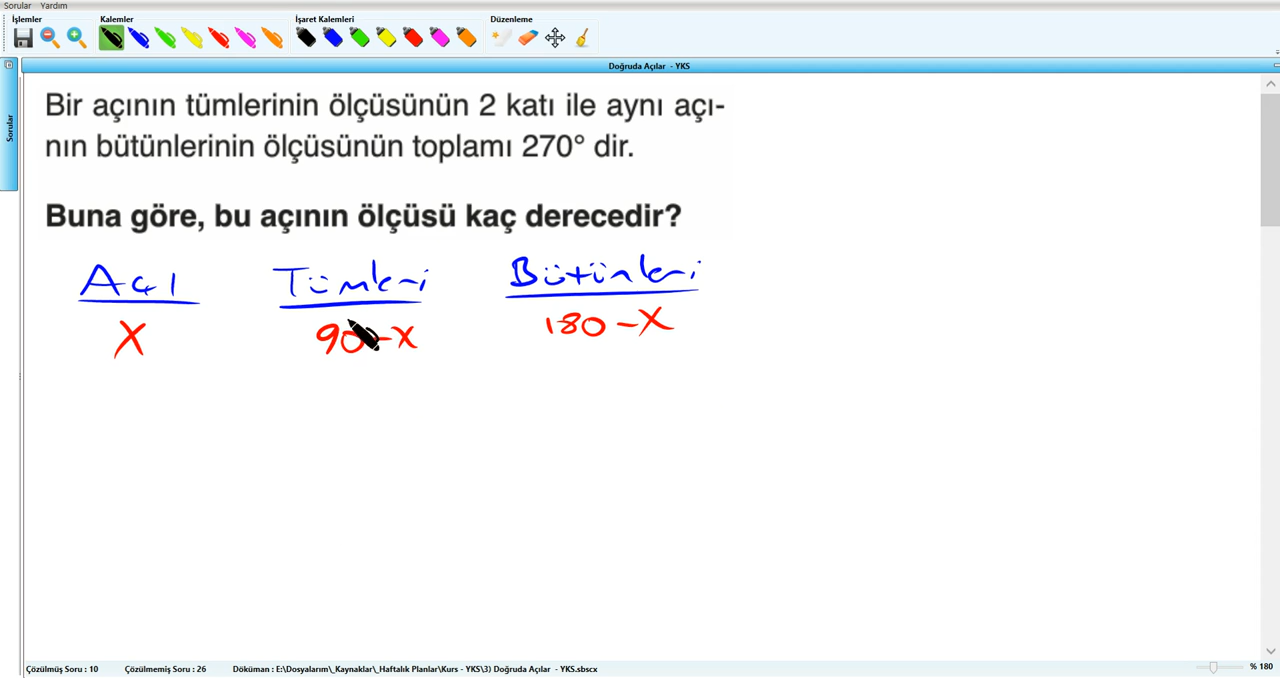 Sorular Yardım
İşlemler Kalemler İşaret Kalemleri Düzenleme
Doğruda Açılar - YKS
Sorular
Bir açının tümlerinin ölçüsünün 2 katı ile aynı açı-
nın bütünlerinin ölçüsünün toplamı 270° dir.
Buna göre, bu açının ölçüsü kaç derecedir?
Açı Tümleri Bütünleri
X 90-X 180-X
Çözülmüş Soru : 10 Çözülmemiş Soru : 26 Döküman : E:\Dosyalarım\_Kaynaklar\_Haftalık Planlar\Kurs - YKS\3) Doğruda Açılar - YKS.sbscx % 180